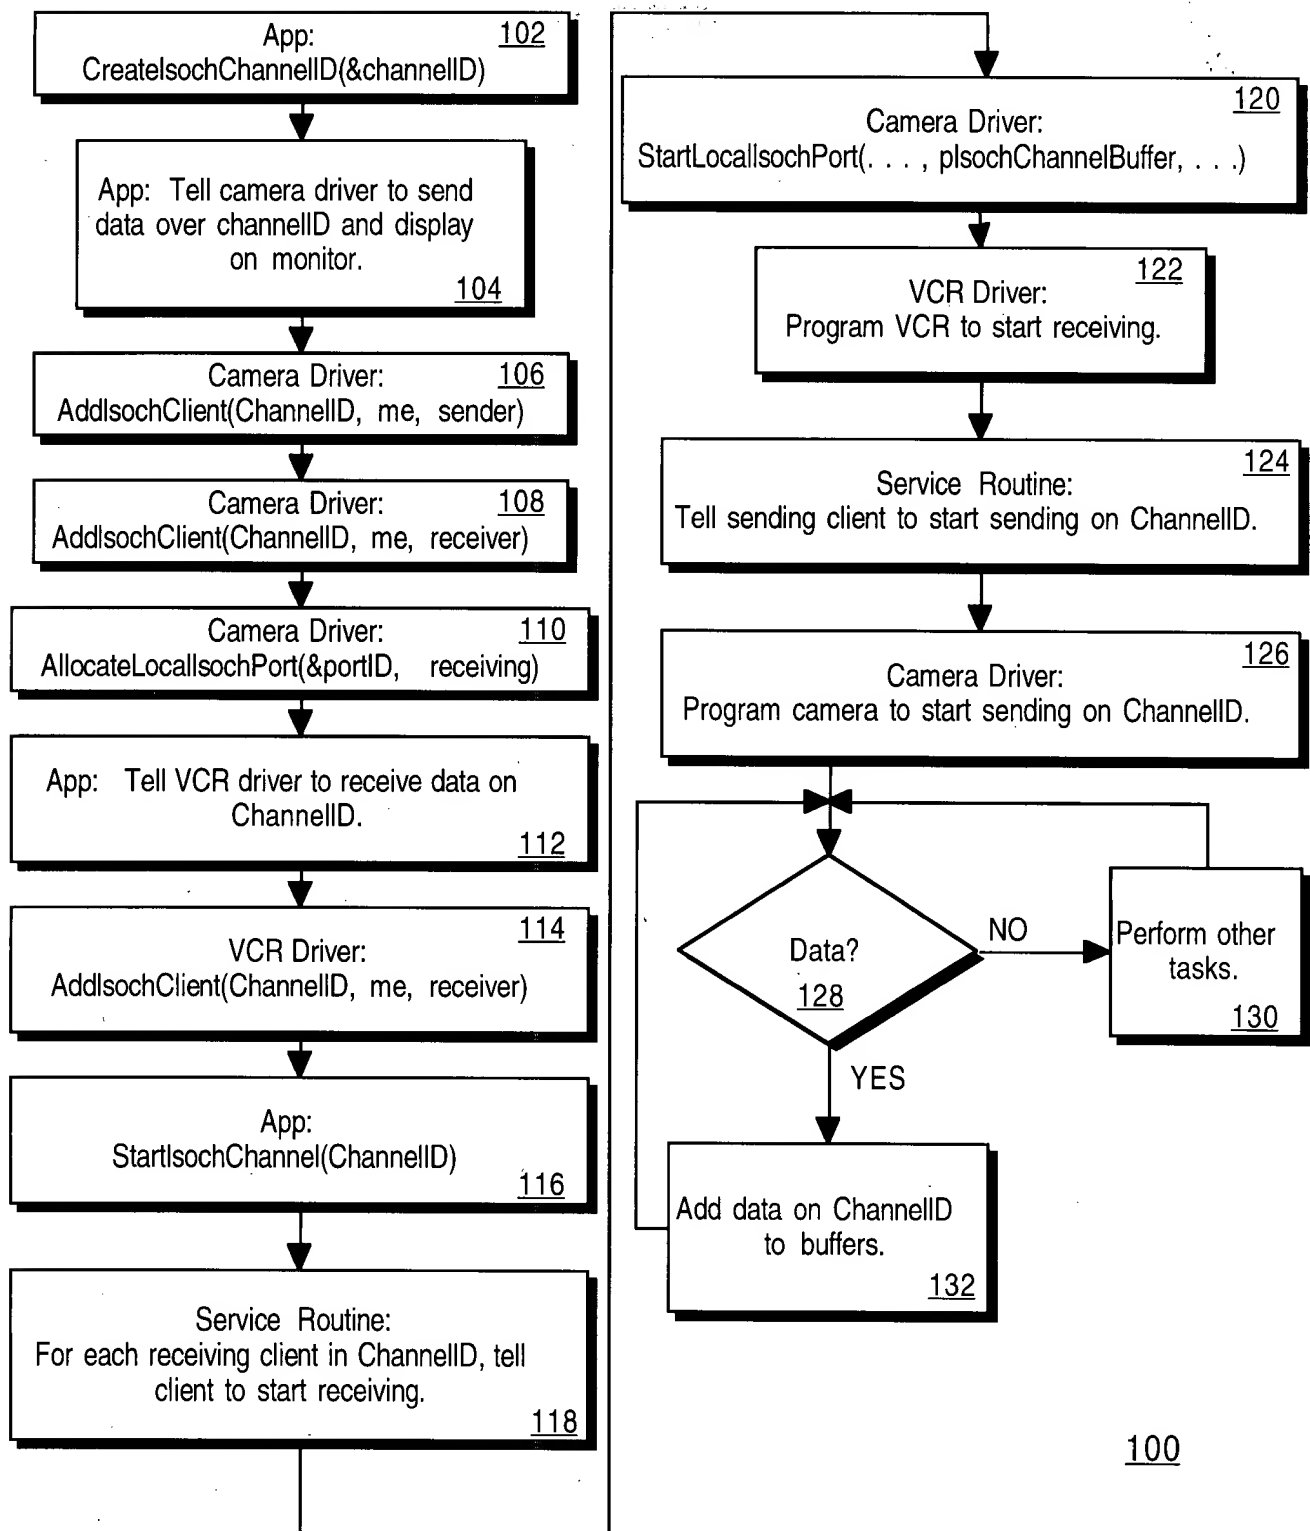 App:
102
CreateIsochChannelID(&channelID)
App: Tell camera driver to send
data over channelID and display
on monitor.
104
Camera Driver:
106
AddIsochClient(ChannelID, me, sender)
Camera Driver:
108
AddIsochClient(ChannelID, me, receiver)
Camera Driver:
110
AllocateLocalIsochPort(&portID, receiving)
App: Tell VCR driver to receive data on
ChannelID.
112
114
VCR Driver:
AddIsochClient(ChannelID, me, receiver)
App:
StartIsochChannel(ChannelID)
116
Service Routine:
For each receiving client in ChannelID, tell
client to start receiving.
118
120
Camera Driver:
StartLocalIsochPort(. . . , pIsochChannelBuffer, . . .)
122
VCR Driver:
Program VCR to start receiving.
124
Service Routine:
Tell sending client to start sending on ChannelID.
126
Camera Driver:
Program camera to start sending on ChannelID.
Data?
128
NO
Perform other
tasks.
130
YES
Add data on ChannelID
to buffers.
132
100